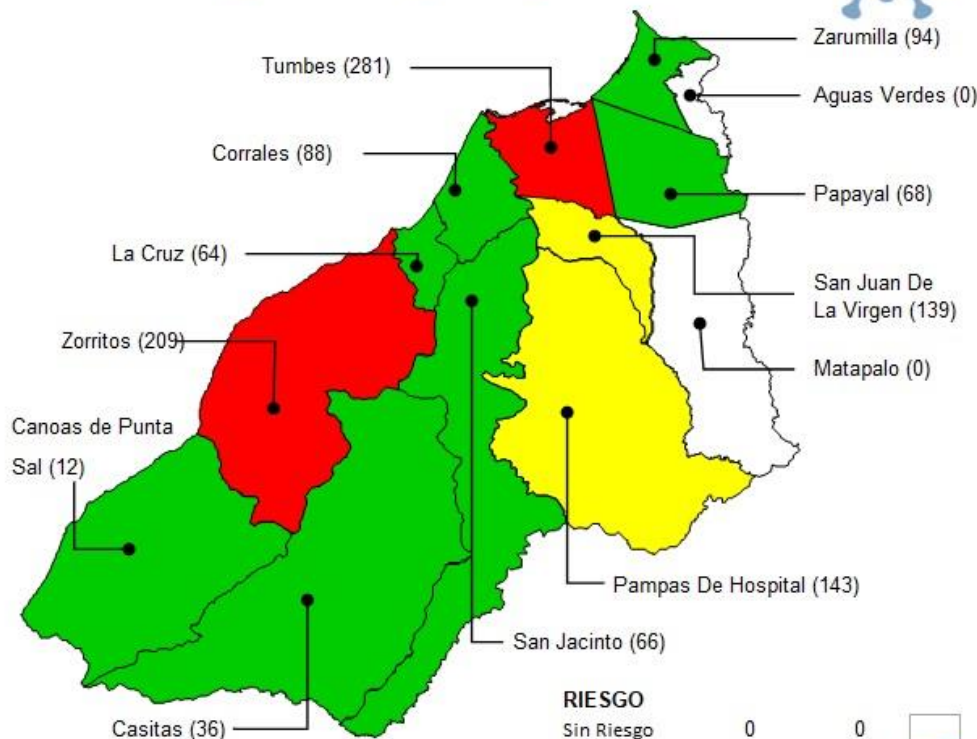 Zarumilla (94)
Tumbes (281)
Aguas Verdes (0)
Corrales (88)
Papayal (68)
La Cruz (64)
San Juan De
La Virgen (139)
Zorritos (209)
Matapalo (0)
Canoas de Punta
Sal (12)
Pampas De Hospital (143)
San Jacinto (66)
Casitas (36)
RIESGO
Sin Riesgo 0 0